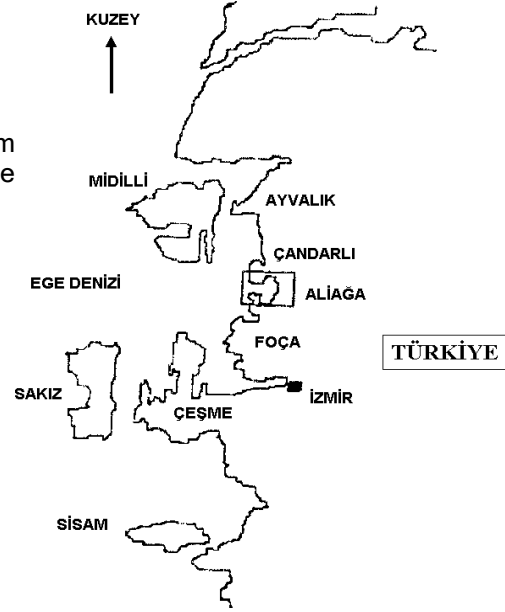 KUZEY
m
e
MİDİLLİ
AYVALIK
ÇANDARLI
EGE DENİZİ
ALİAĞA
FOÇA
TÜRKİYE
SAKIZ
İZMİR
ÇEŞME
SİSAM